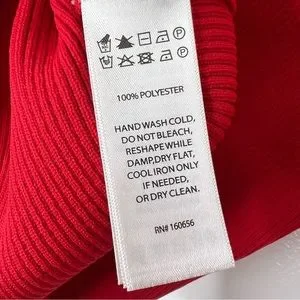 P
P
100% POLYESTER
HAND WASH COLD,
DO NOT BLEACH,
RESHAPE WHILE
DAMP,DRY FLAT,
COOL IRON ONLY
IF NEEDED,
OR DRY CLEAN.
RN# 160656